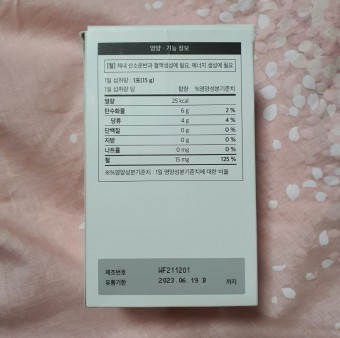 영양 · 기능 정보
[철] 체내 산소운반과 혈액생성에 필요, 에너지 생성에 필요
1일 섭취량 : 1포(15 g)
1일 섭취량 당 함량 %영양성분기준치
열량 25 kcal
탄수화물 6 g 2 %
당류 4 g 4 %
단백질 0 g 0 %
지방 0 g 0 %
나트륨 0 mg 0 %
철 15 mg 125 %
※%영양성분기준치 : 1일 영양성분기준치에 대한 비율
제조번호 WF211201
유통기한 2023.06.19 B 까지